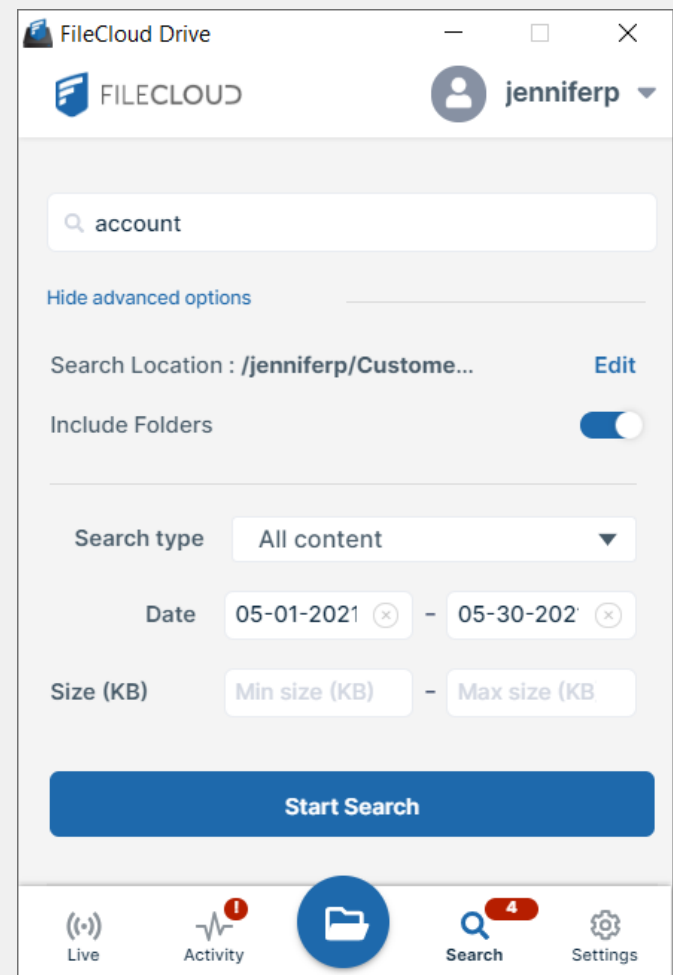 FileCloud Drive
FILECLOUD
jenniferp
account
Hide advanced options
Search Location : /jenniferp/Custome...
Edit
Include Folders
Search type
All content
Date
05-01-2021 - 05-30-202
Size (KB)
Min size (KB) - Max size (KB
Start Search
!
4
Live
Activity
Search
Settings